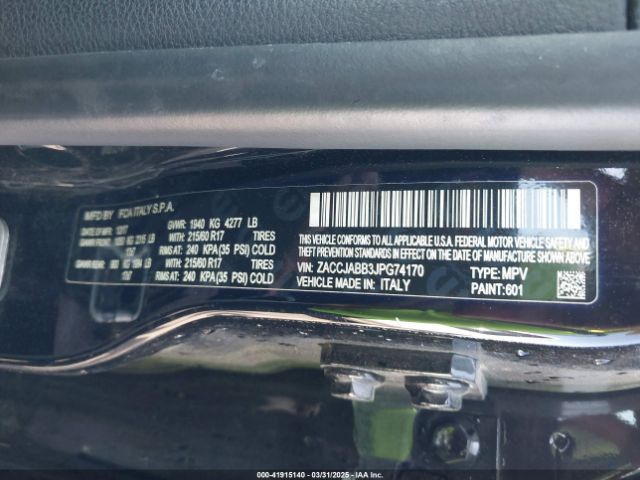 MFD BY FCA ITALY S.P.A.
12/17 GVWR: 1940 KG 4277 LB
WITH: 215/60 R17 TIRES
RIMS AT: 240 KPA(35 PSI) COLD
WITH: 215/60 R17 TIRES
RIMS AT: 240 KPA(35 PSI) COLD
THIS VEHICLE CONFORMS TO ALL APPLICABLE U.S.A. FEDERAL MOTOR
VEHICLE SAFETY, BUMPER, AND
THEFT PREVENTION STANDARDS IN EFFECT ON THE DATE OF MANUFACTURE SHOWN ABOVE.
VIN: ZACCJABB3JPG74170 TYPE: MPV
VEHICLE MADE IN: ITALY PAINT:601
000-41915140 - 03/31/2025 - IAA Inc.